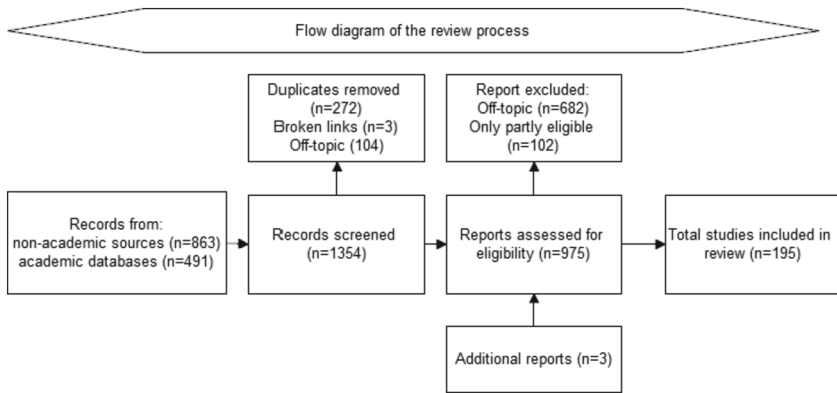 Flow diagram of the review process
Duplicates removed
(n=272)
Broken links (n=3)
Off-topic (104)
Report excluded:
Off-topic (n=682)
Only partly eligible
(n=102)
Records from:
non-academic sources (n=863)
academic databases (n=491)
Records screened
(n=1354)
Reports assessed for
eligibility (n=975)
Total studies included in
review (n=195)
Additional reports (n=3)